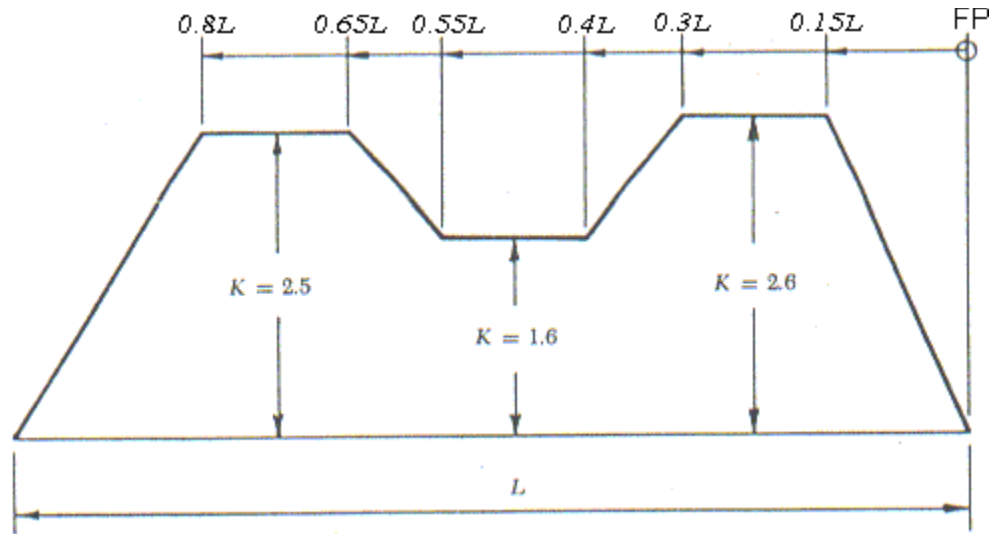 0.8L 0.65L 0.55L 0.4L 0.3L 0.15L FP
K = 2.5
K = 2.6
K = 1.6
L